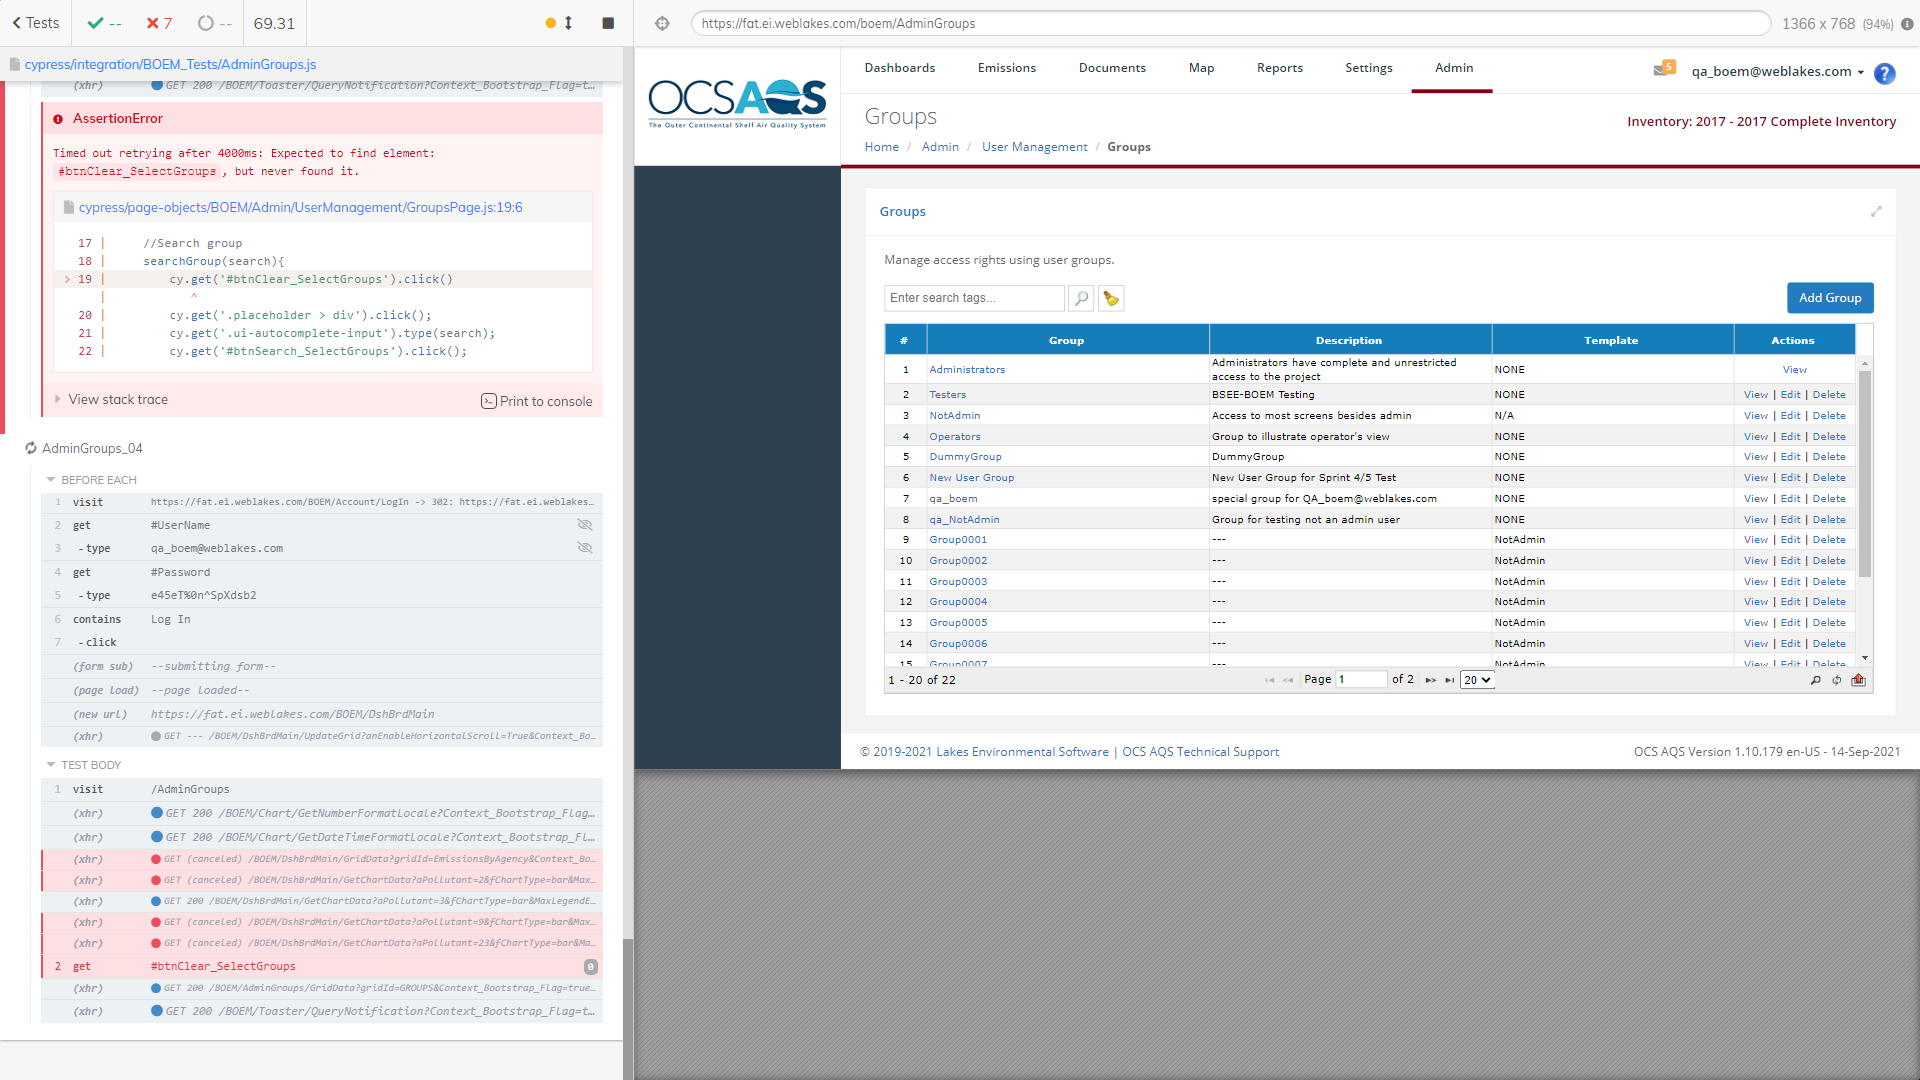 Tests
--
7
--
69.31
cypress/integration/BOEM_Tests/AdminGroups.js
(xhr) GET 200 /BOEM/Toaster/QueryNotification?Context_Bootstrap_Flag=t…
AssertionError
Timed out retrying after 4000ms: Expected to find element:
#btnClear_SelectGroups, but never found it.
cypress/page-objects/BOEM/Admin/UserManagement/GroupsPage.js:19:6
17 | //Search group
18 | searchGroup(search){
> 19 | cy.get('#btnClear_SelectGroups').click()
| ^
20 | cy.get('.placeholder > div').click();
21 | cy.get('.ui-autocomplete-input').type(search);
22 | cy.get('#btnSearch_SelectGroups').click();
View stack trace
Print to console
AdminGroups_04
BEFORE EACH
1 visit https://fat.ei.weblakes.com/BOEM/Account/LogIn -> 302: https://fat.ei.weblakes…
2 get #UserName
3 -type qa_boem@weblakes.com
4 get #Password
5 -type e45eT%0n^SpXdsb2
6 contains Log In
7 -click
(form sub) --submitting form--
(page load) --page loaded--
(new url) https://fat.ei.weblakes.com/BOEM/DshBrdMain
(xhr) GET --- /BOEM/DshBrdMain/UpdateGrid?anEnableHorizontalScroll=True&Context_Bo…
TEST BODY
1 visit /AdminGroups
(xhr) GET 200 /BOEM/Chart/GetNumberFormatLocale?Context_Bootstrap_Flag…
(xhr) GET 200 /BOEM/Chart/GetDateTimeFormatLocale?Context_Bootstrap_Fl…
(xhr) GET (canceled) /BOEM/DshBrdMain/GridData?gridId=EmissionsByAgency&Context_Bo…
(xhr) GET (canceled) /BOEM/DshBrdMain/GetChartData?aPollutant=2&fChartType=bar&Max…
(xhr) GET 200 /BOEM/DshBrdMain/GetChartData?aPollutant=3&fChartType=bar&MaxLegendE…
(xhr) GET (canceled) /BOEM/DshBrdMain/GetChartData?aPollutant=9&fChartType=bar&Max…
(xhr) GET (canceled) /BOEM/DshBrdMain/GetChartData?aPollutant=23&fChartType=bar&Ma…
2 get #btnClear_SelectGroups 0
(xhr) GET 200 /BOEM/AdminGroups/GridData?gridId=GROUPS&Context_Bootstrap_Flag=true…
(xhr) GET 200 /BOEM/Toaster/QueryNotification?Context_Bootstrap_Flag=t…
https://fat.ei.weblakes.com/boem/AdminGroups
1366 x 768 (94%)
OCSAQS
The Outer Continental Shelf Air Quality System
Dashboards Emissions Documents Map Reports Settings Admin
5 qa_boem@weblakes.com ?
Groups
Inventory: 2017 - 2017 Complete Inventory
Home / Admin / User Management / Groups
Groups
Manage access rights using user groups.
Enter search tags...
Add Group
# Group Description Template Actions
1 Administrators Administrators have complete and unrestricted access to the project NONE View
2 Testers BSEE-BOEM Testing NONE View | Edit | Delete
3 NotAdmin Access to most screens besides admin N/A View | Edit | Delete
4 Operators Group to illustrate operator's view NONE View | Edit | Delete
5 DummyGroup DummyGroup NONE View | Edit | Delete
6 New User Group New User Group for Sprint 4/5 Test NONE View | Edit | Delete
7 qa_boem special group for QA_boem@weblakes.com NONE View | Edit | Delete
8 qa_NotAdmin Group for testing not an admin user NONE View | Edit | Delete
9 Group0001 --- NotAdmin View | Edit | Delete
10 Group0002 --- NotAdmin View | Edit | Delete
11 Group0003 --- NotAdmin View | Edit | Delete
12 Group0004 --- NotAdmin View | Edit | Delete
13 Group0005 --- NotAdmin View | Edit | Delete
14 Group0006 --- NotAdmin View | Edit | Delete
15 Group0007 --- NotAdmin View | Edit | Delete
1 - 20 of 22 Page 1 of 2 20
© 2019-2021 Lakes Environmental Software | OCS AQS Technical Support
OCS AQS Version 1.10.179 en-US - 14-Sep-2021